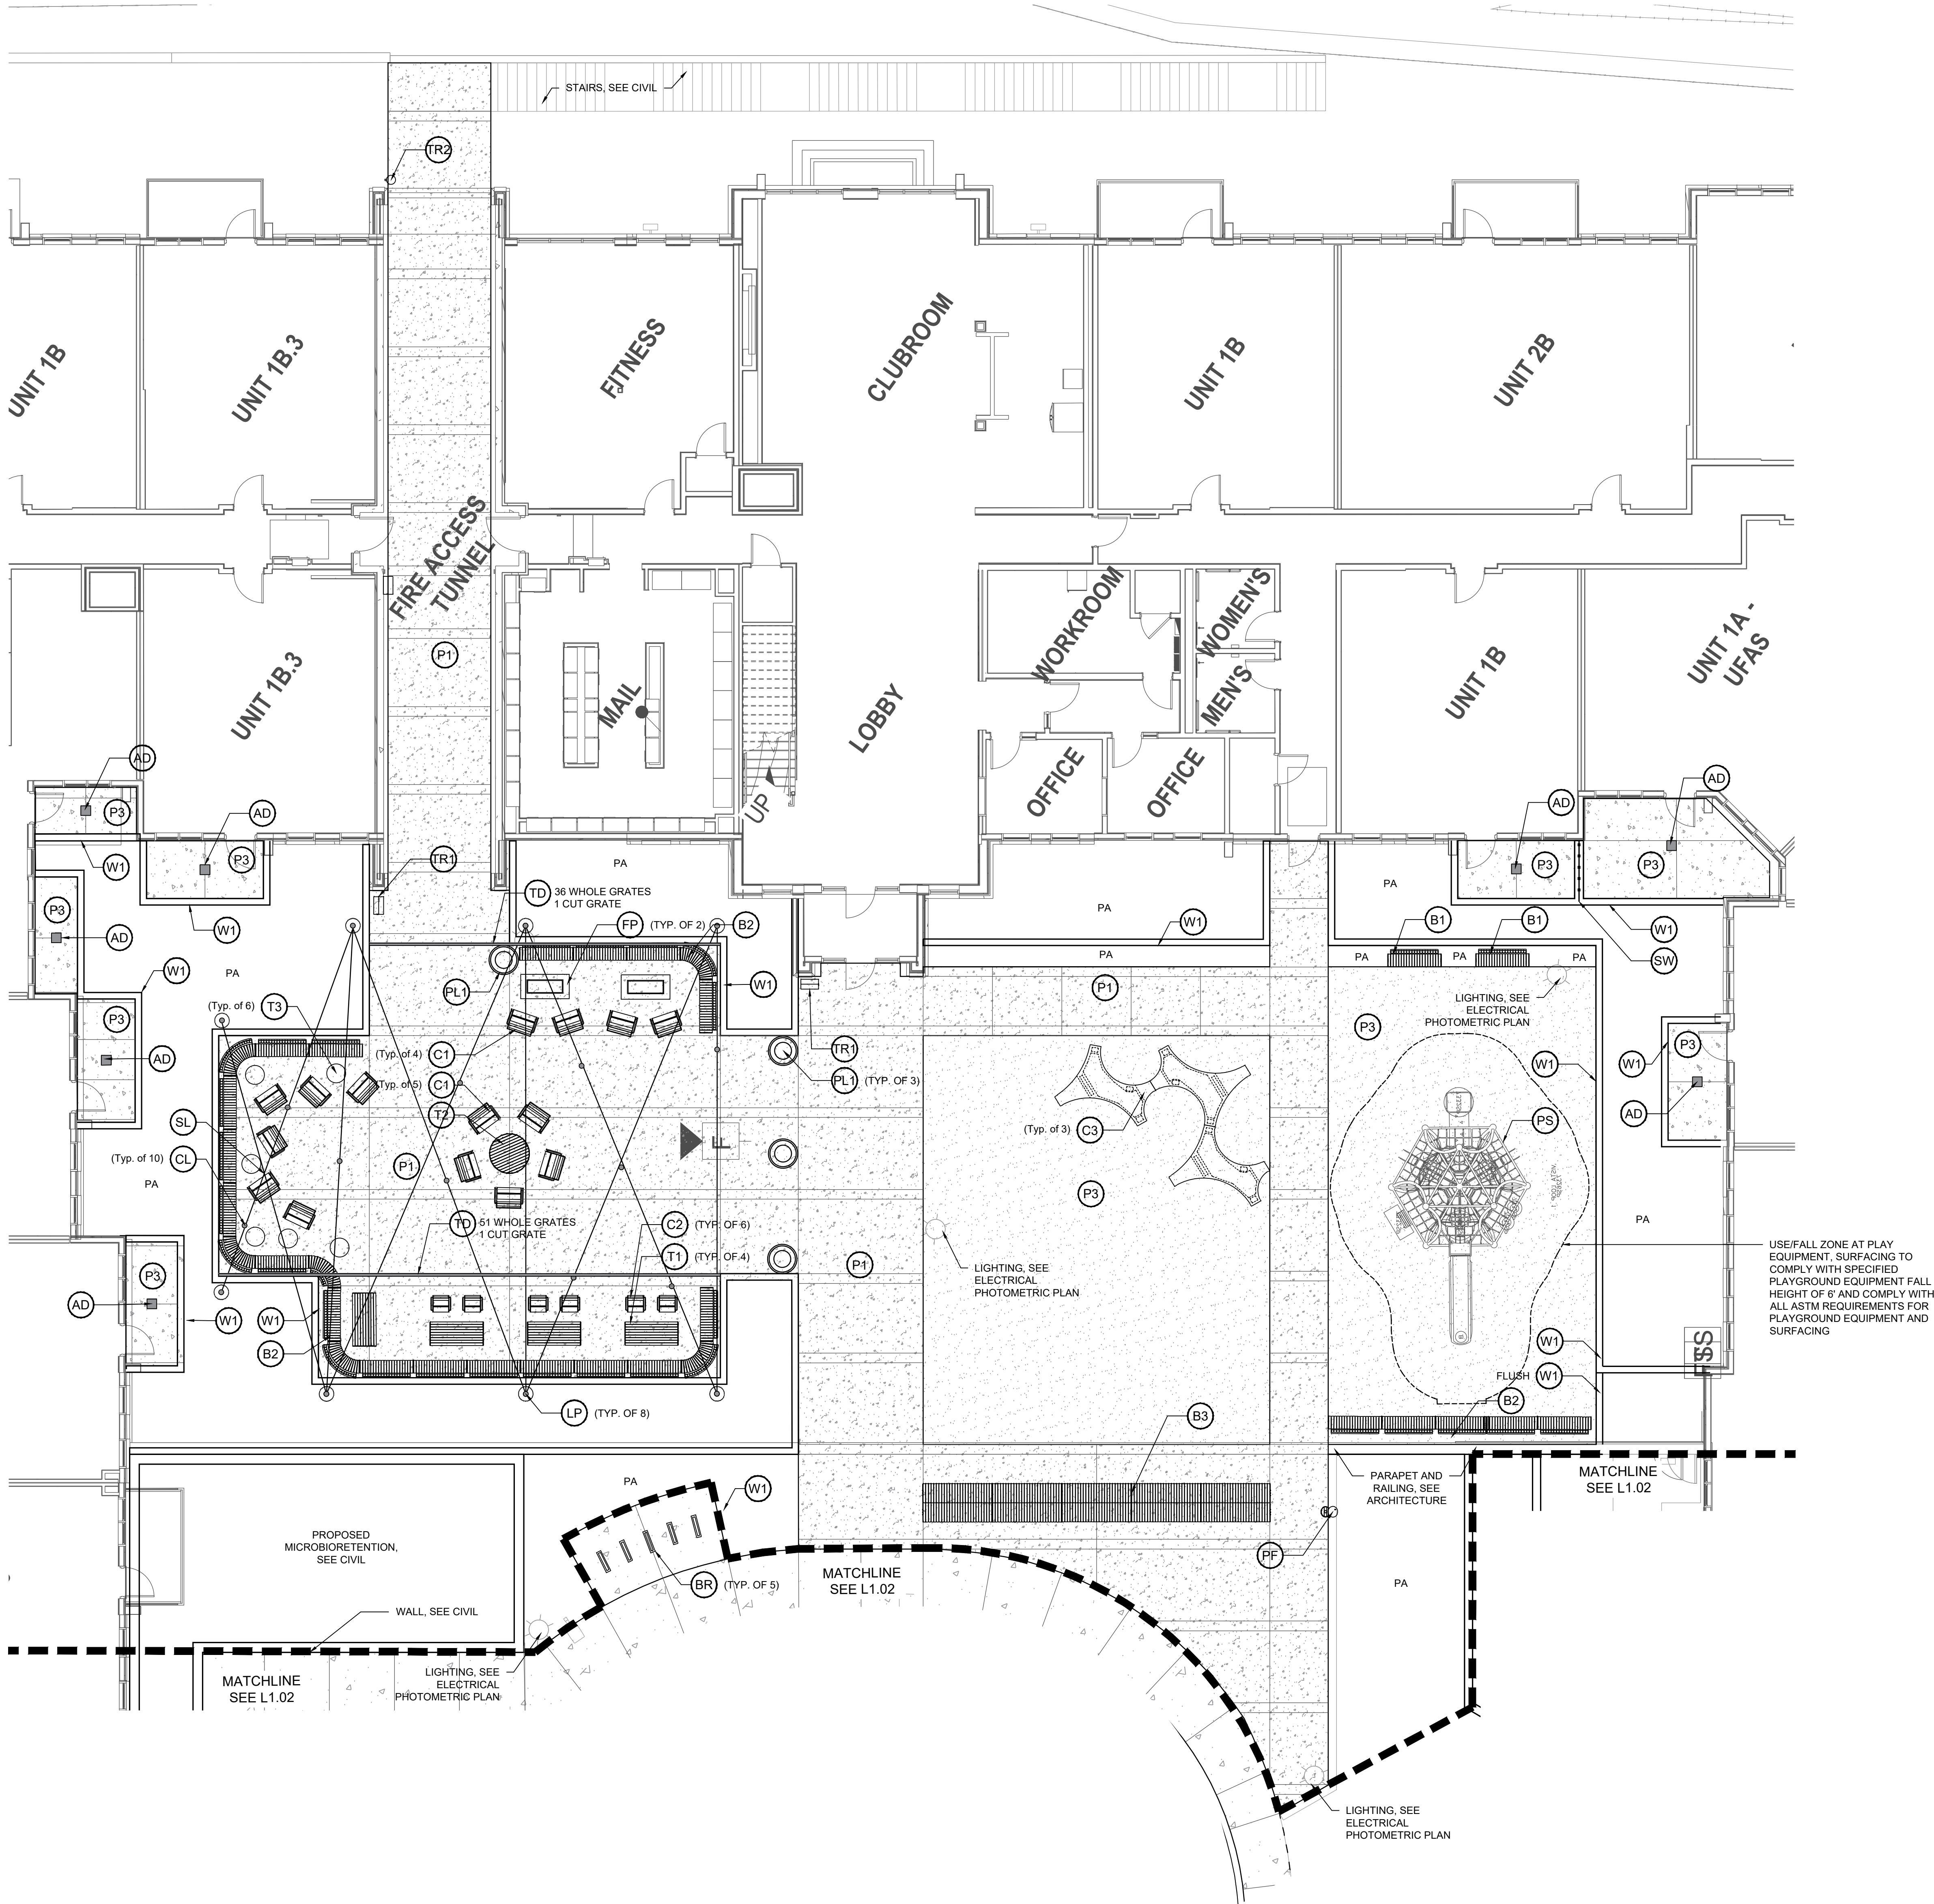 STAIRS, SEE CIVIL
TR2
UNIT 1B
UNIT 1B.3
FITNESS
CLUBROOM
UNIT 1B
UNIT 2B
FIRE ACCESS
TUNNEL
P1
UNIT 1B.3
MAIL
UP
LOBBY
WORKROOM
WOMEN'S
MEN'S
OFFICE
OFFICE
UNIT 1B
UNIT 1A -
UFAS
AD
P3
AD
P3
W1
W1
P3
AD
W1
PA
P3
AD
TR1
PA
TD
36 WHOLE GRATES
1 CUT GRATE
FP
(TYP. OF 2)
B2
W1
PL1
(Typ. of 6)
T3
(Typ. of 4)
C1
(Typ. of 5)
C1
T2
SL
(Typ. of 10)
CL
PA
P1
F
TR1
PL1
(TYP. OF 3)
TD
51 WHOLE GRATES
1 CUT GRATE
C2
(TYP. OF 6)
T1
(TYP. OF 4)
P3
AD
W1
W1
B2
LP
(TYP. OF 8)
PA
W1
PA
P1
(Typ. of 3)
C3
P3
P1
LIGHTING, SEE
ELECTRICAL
PHOTOMETRIC PLAN
B3
AD
P3
AD
P3
PA
B1
B1
W1
SW
PA
PA
PA
LIGHTING, SEE
ELECTRICAL
PHOTOMETRIC PLAN
P3
W1
W1
P3
AD
PS
PA
USE/FALL ZONE AT PLAY
EQUIPMENT, SURFACING TO
COMPLY WITH SPECIFIED
PLAYGROUND EQUIPMENT FALL
HEIGHT OF 6' AND COMPLY WITH
ALL ASTM REQUIREMENTS FOR
PLAYGROUND EQUIPMENT AND
SURFACING
W1
FLUSH
W1
B2
PARAPET AND
RAILING, SEE
ARCHITECTURE
MATCHLINE
SEE L1.02
PF
PA
PROPOSED
MICROBIORETENTION,
SEE CIVIL
PA
W1
BR
(TYP. OF 5)
MATCHLINE
SEE L1.02
WALL, SEE CIVIL
MATCHLINE
SEE L1.02
LIGHTING, SEE
ELECTRICAL
PHOTOMETRIC PLAN
LIGHTING, SEE
ELECTRICAL
PHOTOMETRIC PLAN